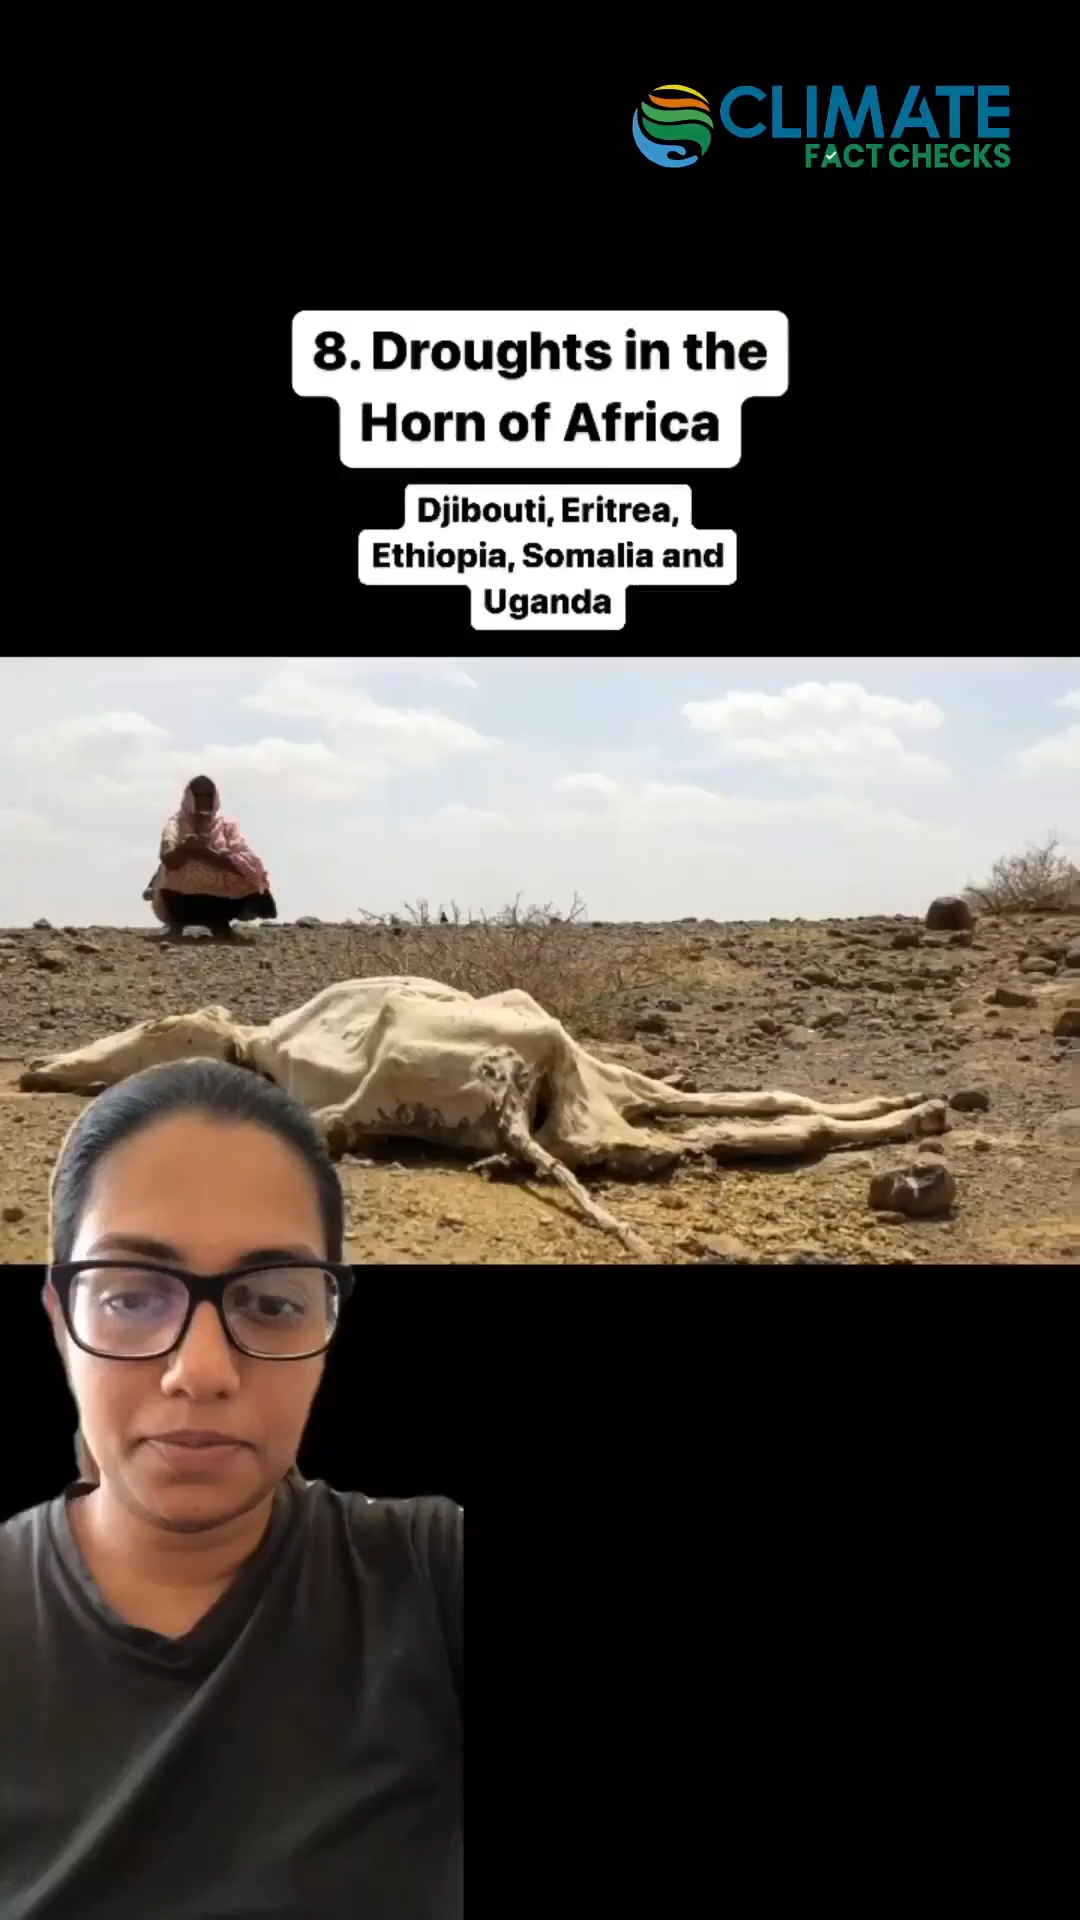 CLIMATE
FACT CHECKS
8. Droughts in the
Horn of Africa
Djibouti, Eritrea,
Ethiopia, Somalia and
Uganda